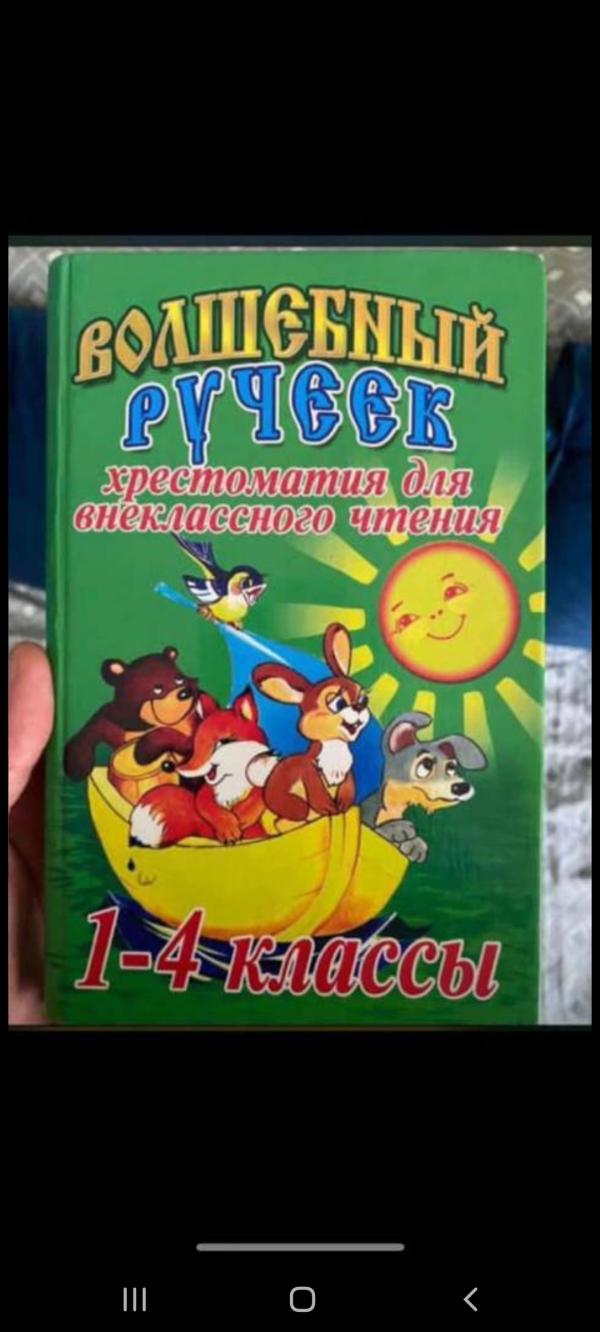 ВОЛШЕБНЫЙ
РУЧЕЕК
хрестоматия для
внеклассного чтения
1-4 классы